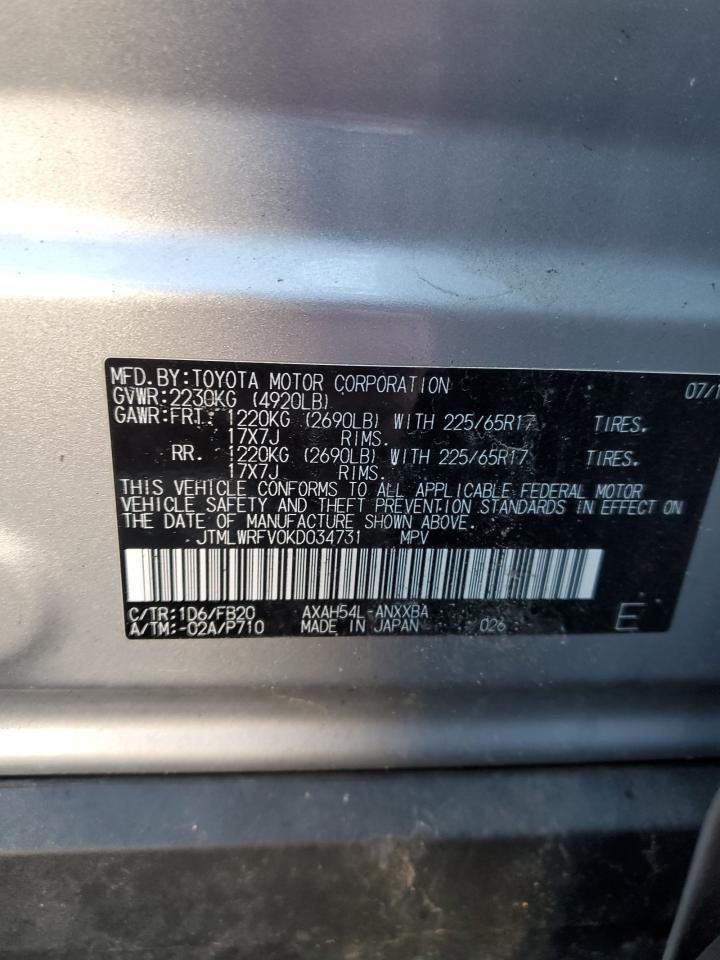 MFD.BY:TOYOTA MOTOR CORPORATION 07/1
GVWR:2230KG (4920LB)
GAWR:FRT. 1220KG (2690LB) WITH 225/65R17 TIRES.
17X7J RIMS.
RR. 1220KG (2690LB) WITH 225/65R17 TIRES.
17X7J RIMS.
THIS VEHICLE CONFORMS TO ALL APPLICABLE FEDERAL MOTOR
VEHICLE SAFETY AND THEFT PREVENTION STANDARDS IN EFFECT ON
THE DATE OF MANUFACTURE SHOWN ABOVE.
JTMLWRFV0KD034731 MPV
C/TR:1D6/FB20 AXAH54L-ANXXBA
A/TM:-02A/P710 MADE IN JAPAN 026 E